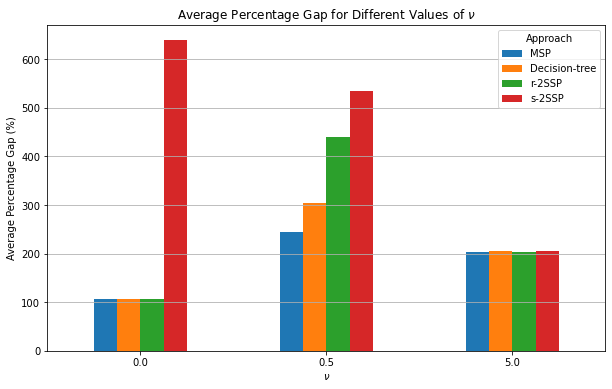 Average Percentage Gap for Different Values of ν
Average Percentage Gap (%)
600
500
400
300
200
100
0
Approach
MSP
Decision-tree
r-2SSP
s-2SSP
0.0
0.5
5.0
ν